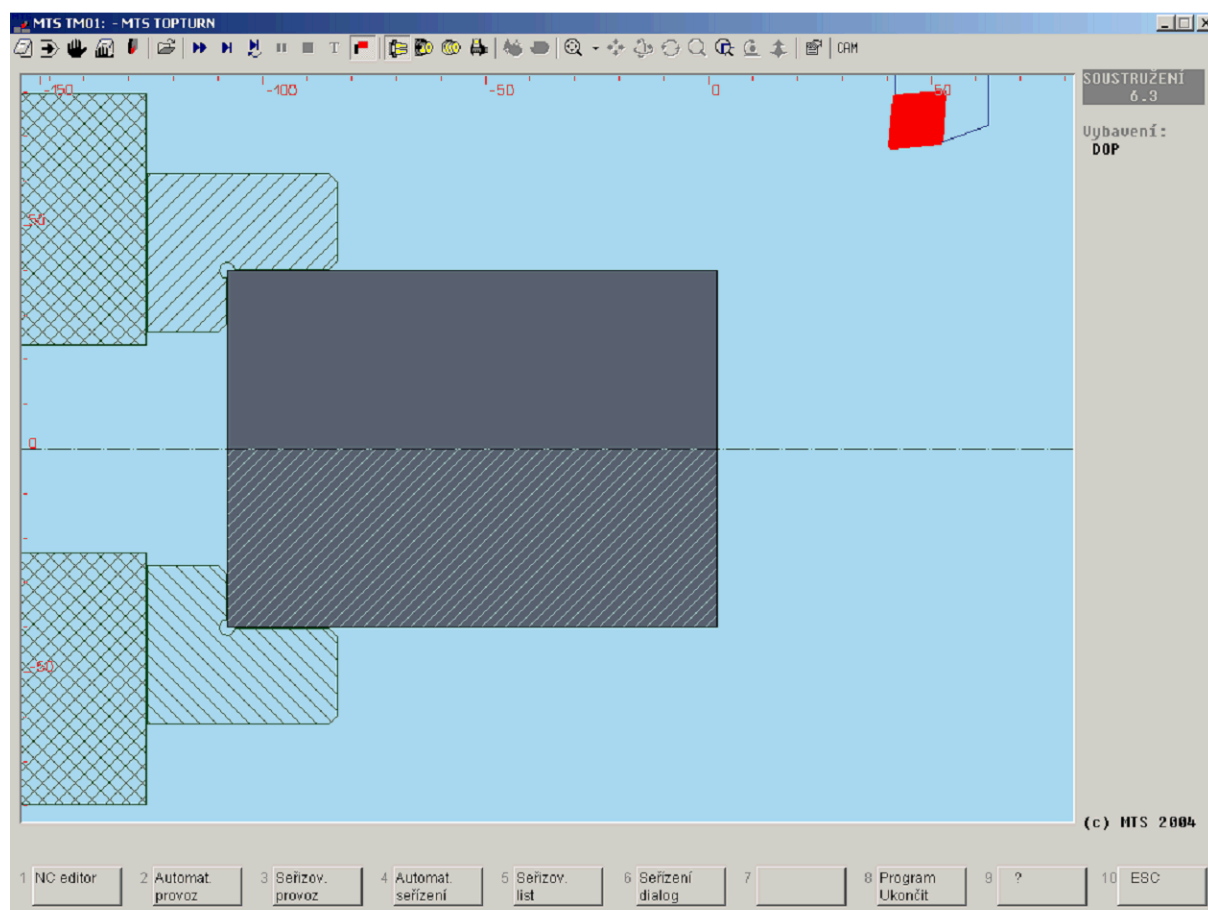 MTS TM01: - MTS TOPTURN
T CAM
-150 -100 -50 0 50
SOUSTRUŽENÍ
6.3
Vybavení:
DOP
50
0
-50
(c) MTS 2004
1 NC editor
2 Automat.
provoz
3 Seřizov.
provoz
4 Automat.
seřízení
5 Seřizov.
list
6 Seřízení
dialog
7
8 Program
Ukončit
9 ?
10 ESC